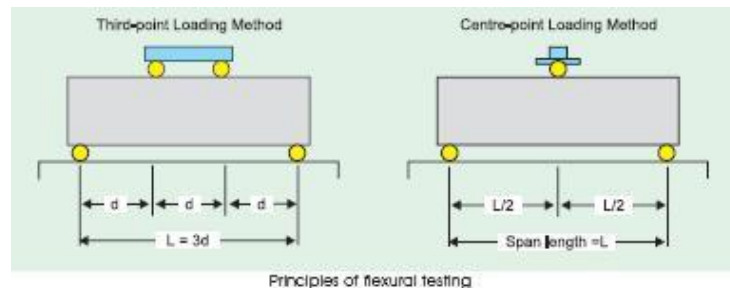 Third-point Loading Method
Centre-point Loading Method
d d d
L = 3d
L/2 L/2
Span length =L
Principles of flexural testing